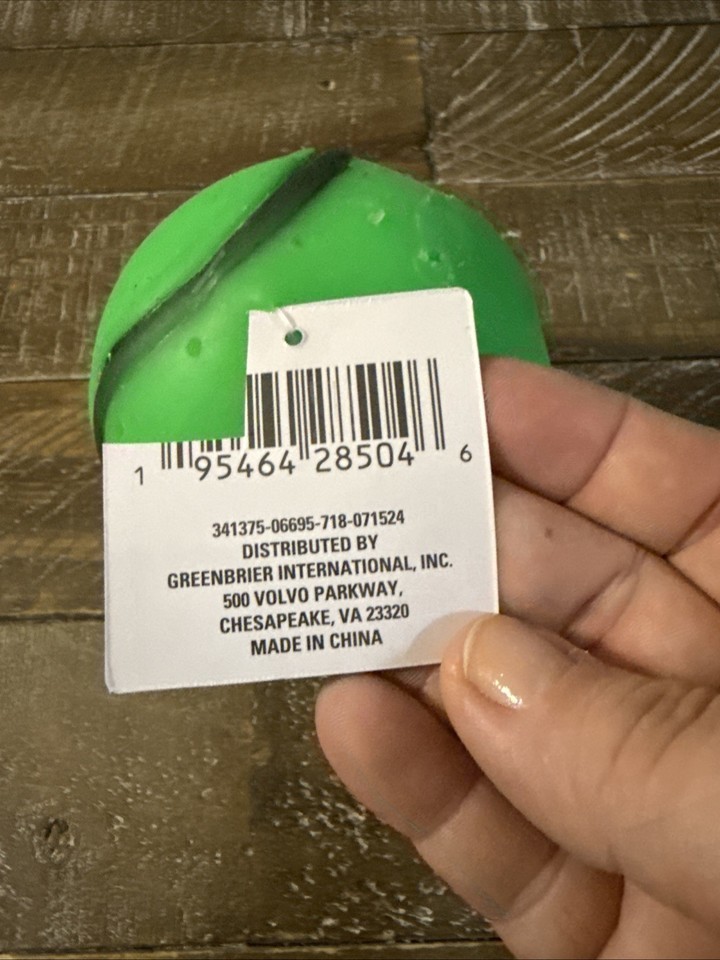 1 95464 28504 6
341375-06695-718-071524
DISTRIBUTED BY
GREENBRIER INTERNATIONAL, INC.
500 VOLVO PARKWAY,
CHESAPEAKE, VA 23320
MADE IN CHINA